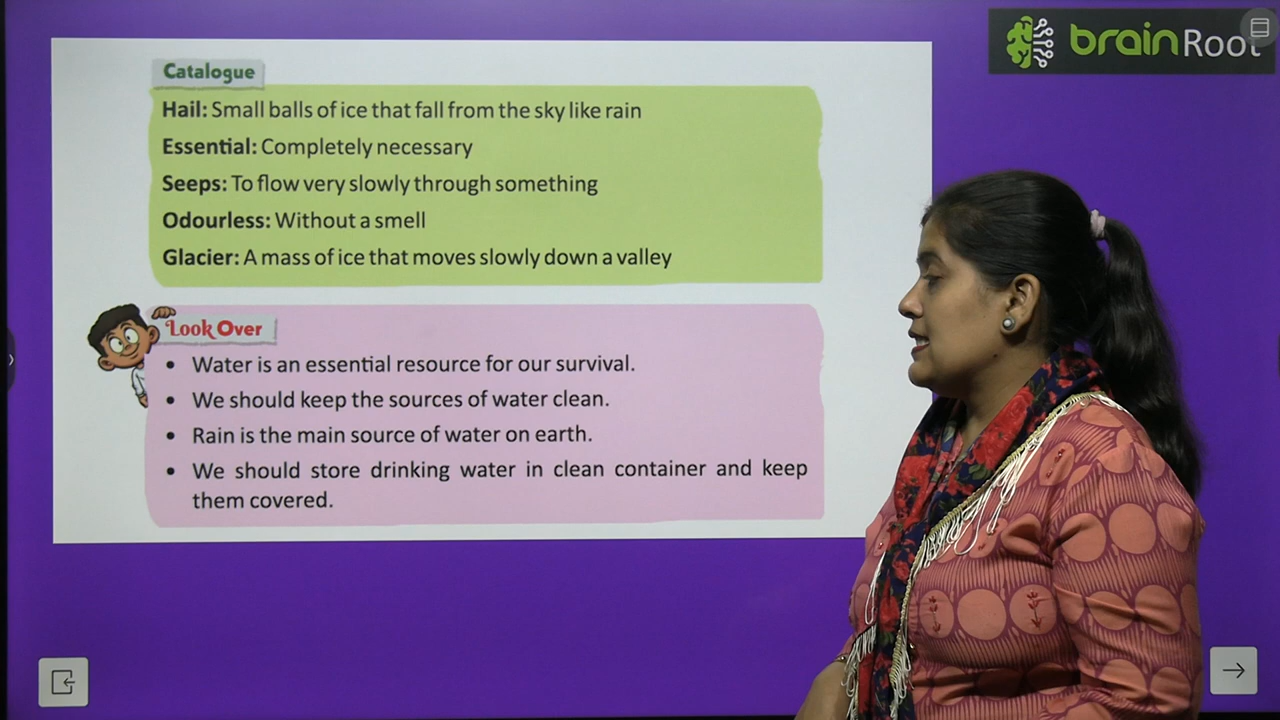 brainRoot
Catalogue
Hail: Small balls of ice that fall from the sky like rain
Essential: Completely necessary
Seeps: To flow very slowly through something
Odourless: Without a smell
Glacier: A mass of ice that moves slowly down a valley
Look Over
• Water is an essential resource for our survival.
• We should keep the sources of water clean.
• Rain is the main source of water on earth.
• We should store drinking water in clean container and keep
them covered.